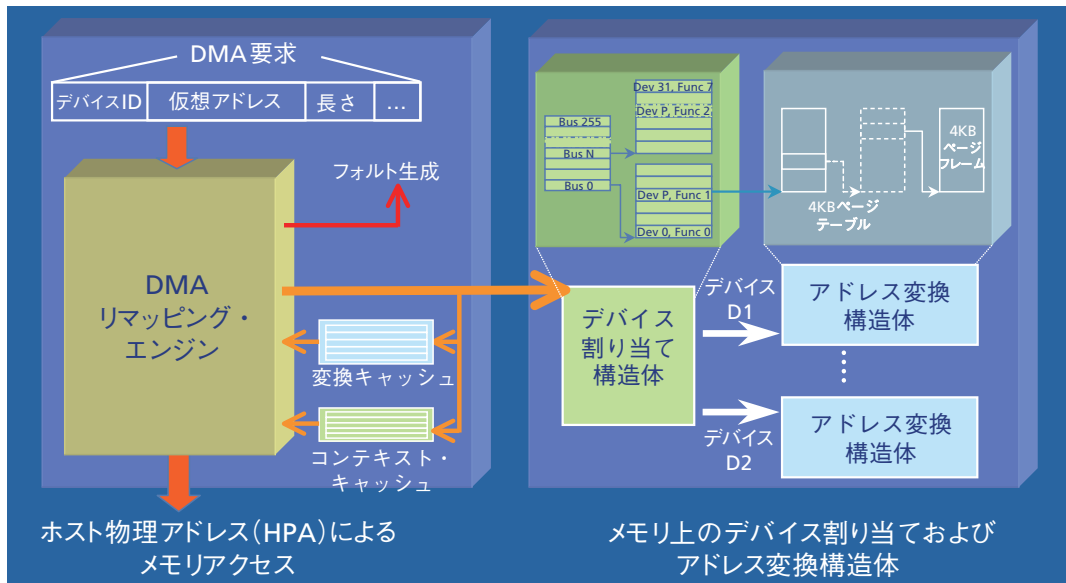 DMA要求
デバイスID 仮想アドレス 長さ …
フォルト生成
DMA
リマッピング・
エンジン
変換キャッシュ
コンテキスト・
キャッシュ
ホスト物理アドレス(HPA)による
メモリアクセス
Bus 255
Bus N
Bus 0
Dev 31, Func 7
Dev P, Func 2
Dev P, Func 1
Dev 0, Func 0
4KBページ
テーブル
4KB
ページ
フレーム
デバイス
割り当て
構造体
デバイス
D1
アドレス変換
構造体
デバイス
D2
アドレス変換
構造体
メモリ上のデバイス割り当ておよび
アドレス変換構造体